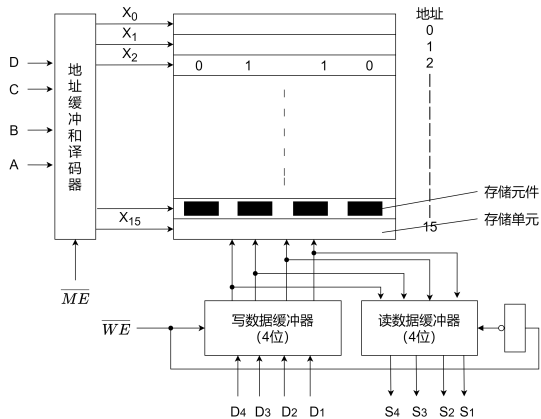 X0
X1
X2
地址
0
1
2
0 1 1 0
D
C
B
A
地址缓冲和译码器
存储元件
X15
存储单元
15
ME
WE
写数据缓冲器
(4位)
读数据缓冲器
(4位)
D4 D3 D2 D1
S4 S3 S2 S1